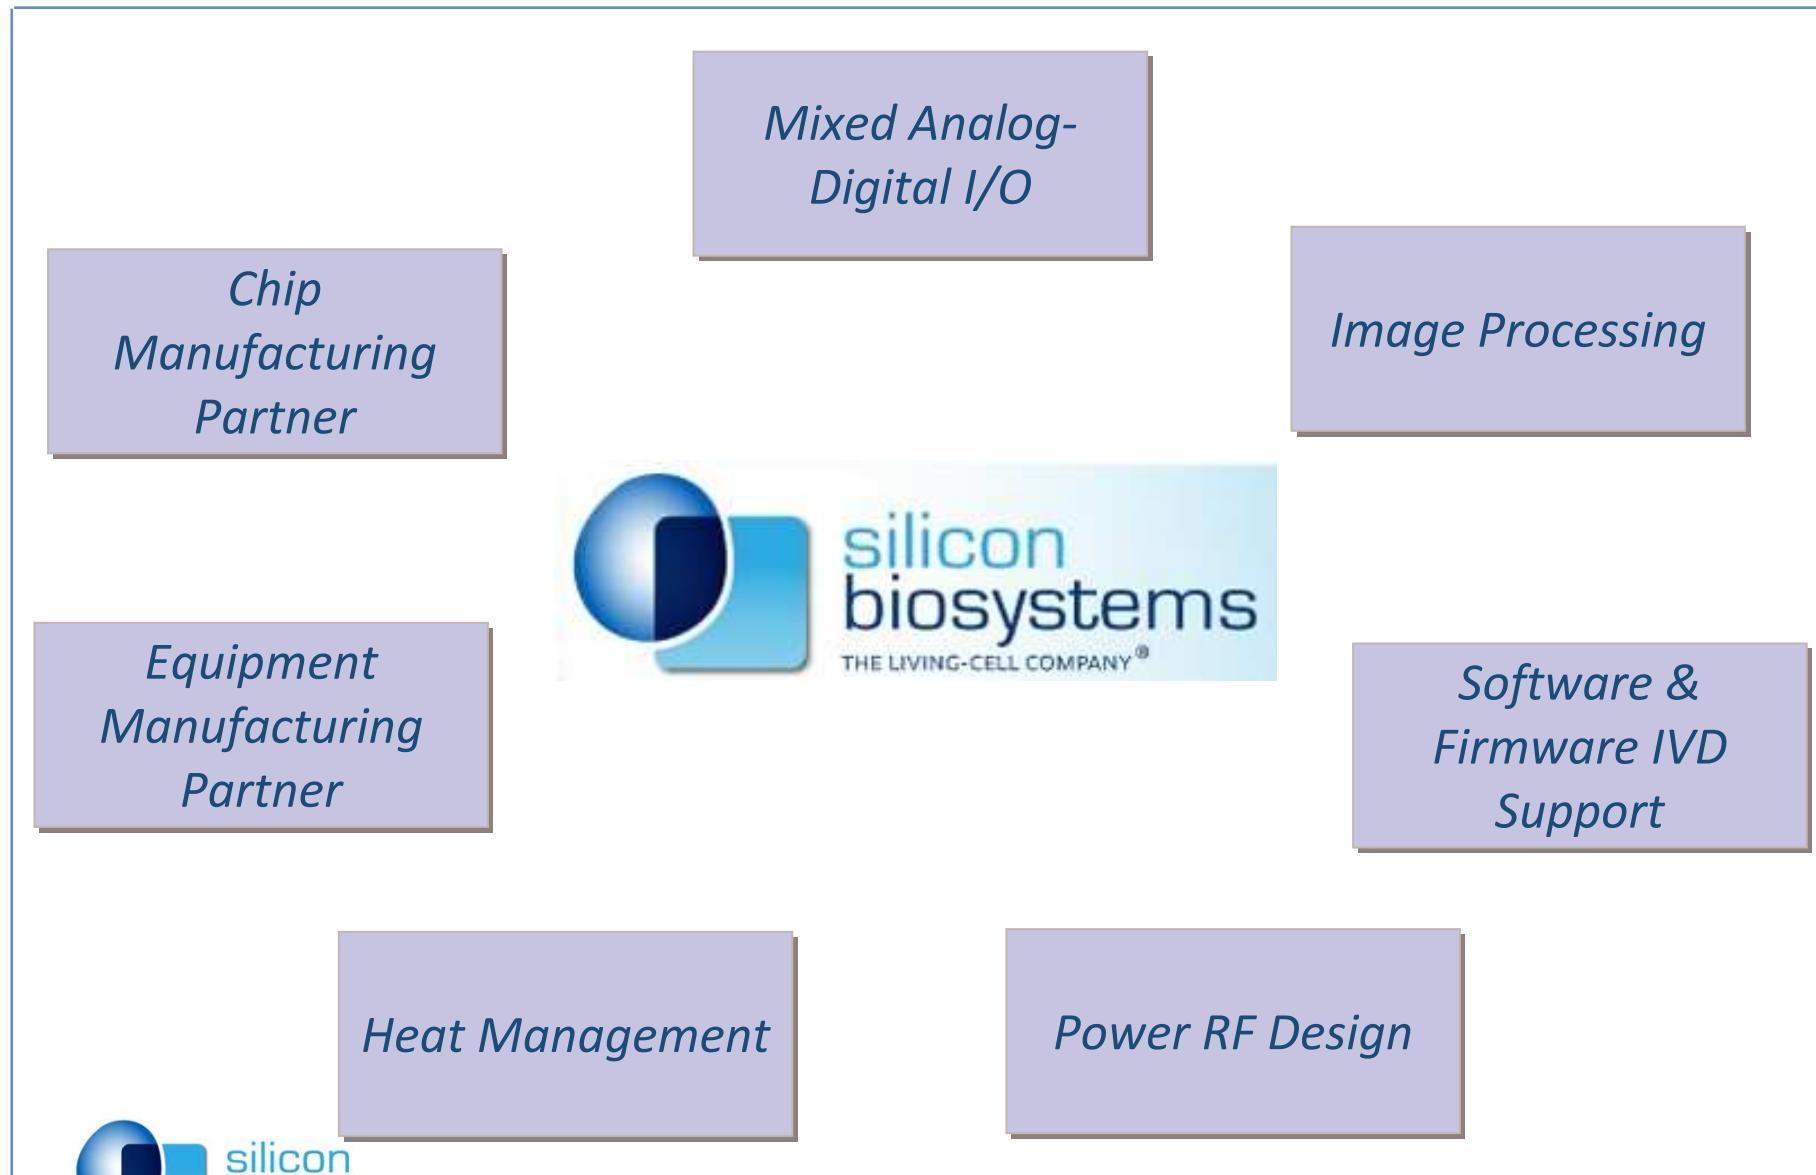 Mixed Analog-
Digital I/O
Chip
Manufacturing
Partner
Image Processing
silicon
biosystems
THE LIVING-CELL COMPANY®
Equipment
Manufacturing
Partner
Software &
Firmware IVD
Support
Heat Management
Power RF Design
silicon